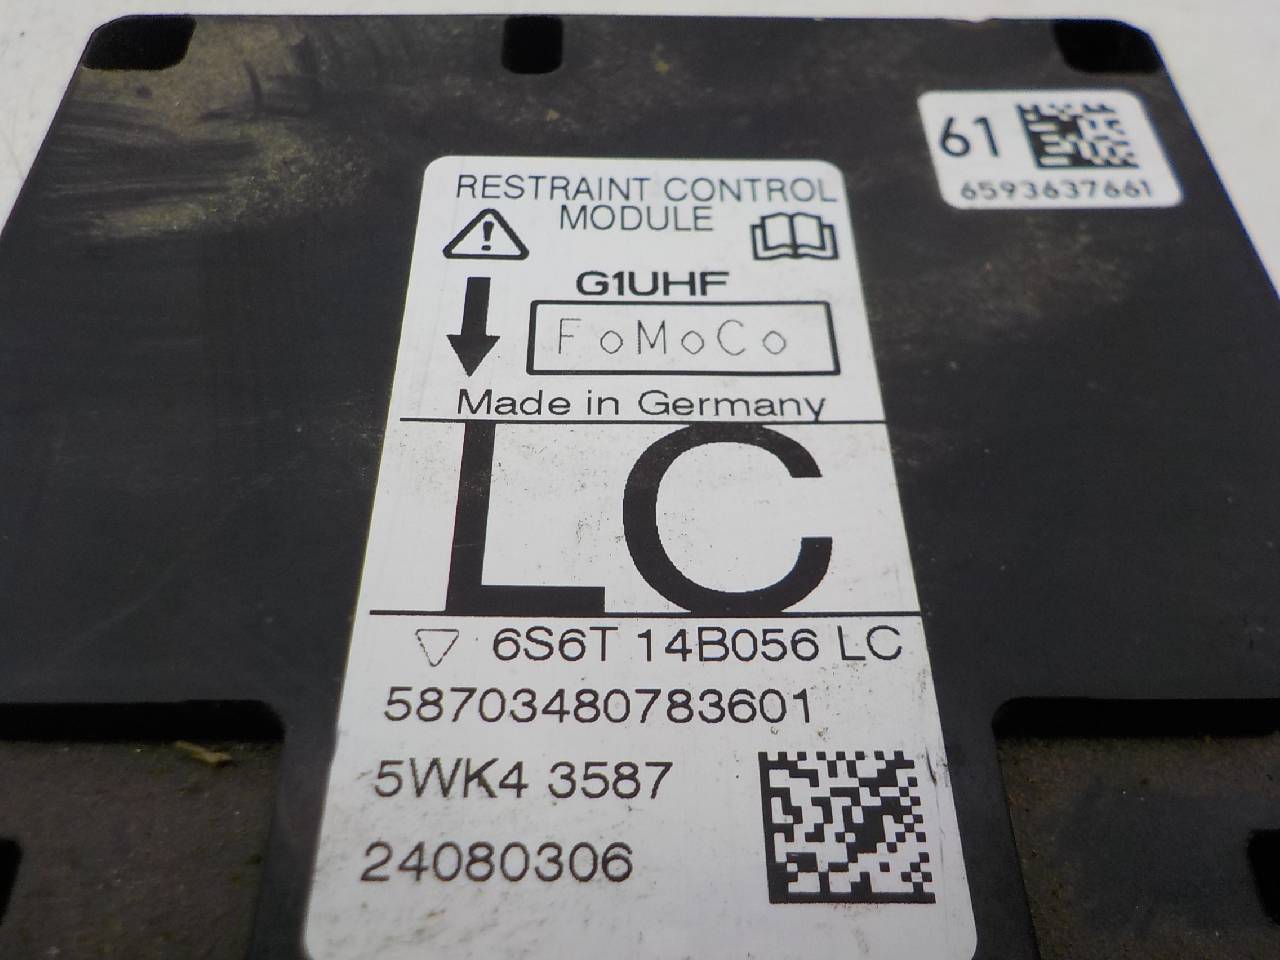 61
6593637661
RESTRAINT CONTROL
MODULE
G1UHF
FoMoCo
Made in Germany
LC
6S6T 14B056 LC
58703480783601
5WK4 3587
24080306